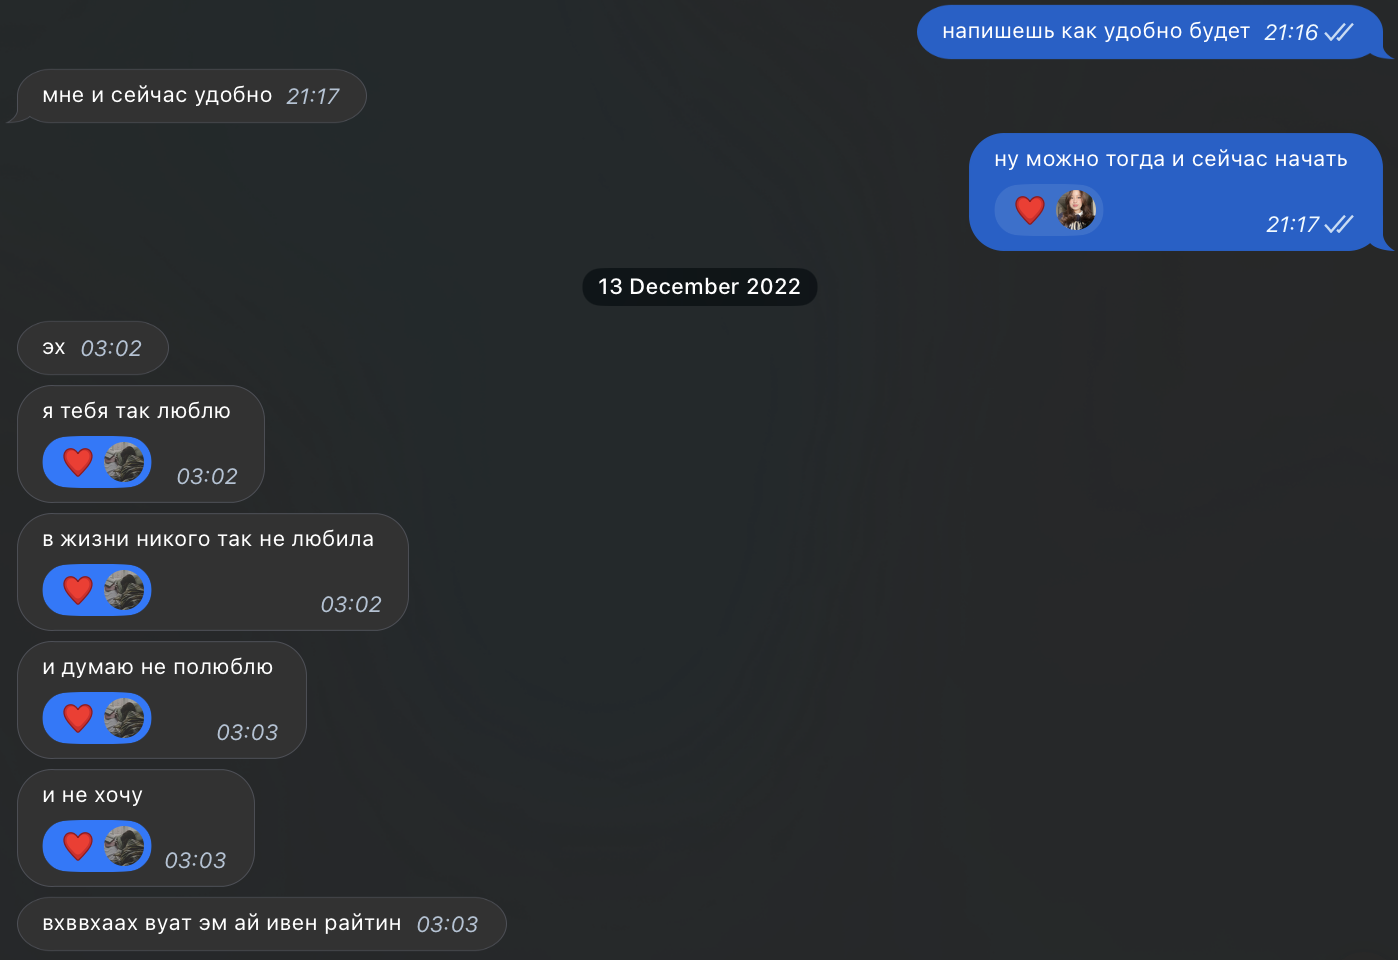 напишешь как удобно будет 21:16
мне и сейчас удобно 21:17
ну можно тогда и сейчас начать
21:17
13 December 2022
эх 03:02
я тебя так люблю
03:02
в жизни никого так не любила
03:02
и думаю не полюблю
03:03
и не хочу
03:03
вхввхаах вуат эм ай ивен райтин 03:03